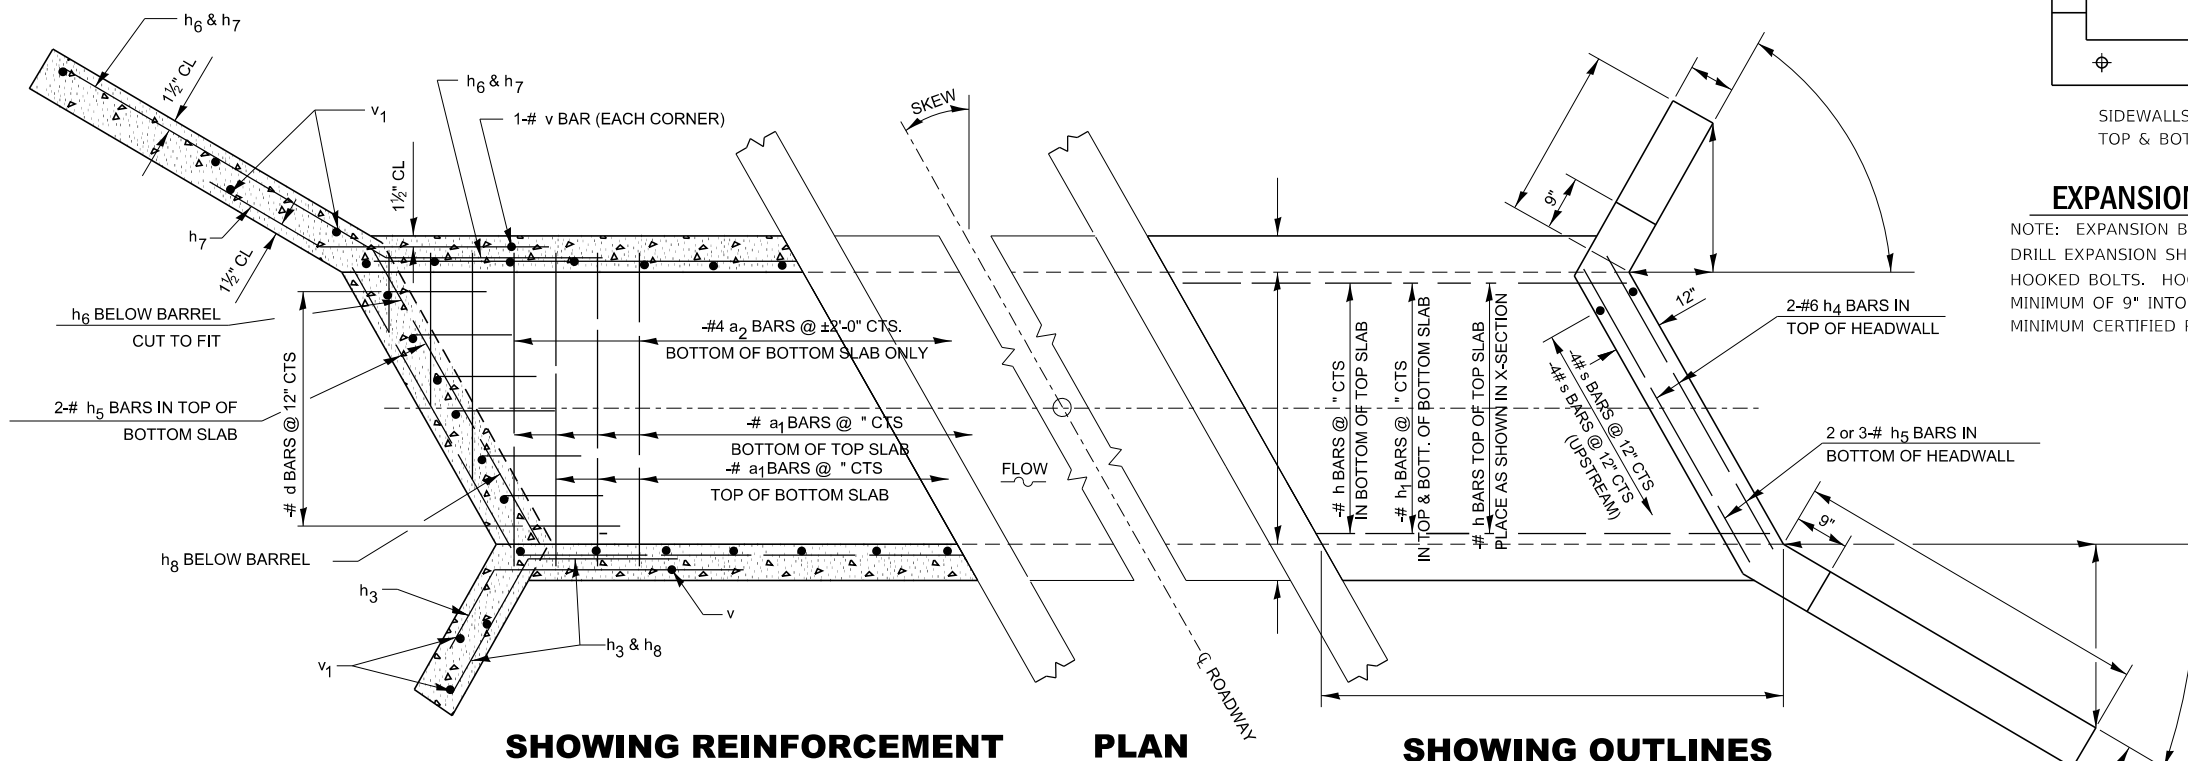 h6 & h7
1½" CL
v1
h6 & h7
1-# v BAR (EACH CORNER)
1½" CL
h7
1½" CL
h6 BELOW BARREL
CUT TO FIT
-# d BARS @ 12" CTS
2-# h5 BARS IN TOP OF
BOTTOM SLAB
h8 BELOW BARREL
h3
v1
h3 & h8
v
-#4 a2 BARS @ ±2'-0" CTS.
BOTTOM OF BOTTOM SLAB ONLY
-# a1 BARS @ " CTS
BOTTOM OF TOP SLAB
-# a1 BARS @ " CTS
TOP OF BOTTOM SLAB
SKEW
FLOW
℄ ROADWAY
-# h BARS @ " CTS
IN BOTTOM OF TOP SLAB
-# h1 BARS @ " CTS
IN TOP & BOTT. OF BOTTOM SLAB
-# h BARS TOP OF TOP SLAB
PLACE AS SHOWN IN X-SECTION
9"
12"
-4# s BARS @ 12" CTS
-4# s BARS @ 12" CTS
(UPSTREAM)
2-#6 h4 BARS IN
TOP OF HEADWALL
2 or 3-# h5 BARS IN
BOTTOM OF HEADWALL
9"
SIDEWALLS
TOP & BOT
EXPANSION
NOTE: EXPANSION B
DRILL EXPANSION SH
HOOKED BOLTS. HOO
MINIMUM OF 9" INTO
MINIMUM CERTIFIED P
SHOWING REINFORCEMENT
PLAN
SHOWING OUTLINES